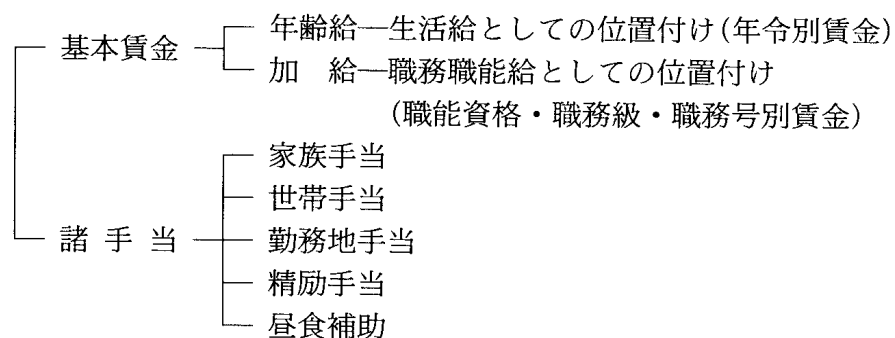 基本賃金 年齢給―生活給としての位置付け(年令別賃金)
加　給―職務職能給としての位置付け
(職能資格・職務級・職務号別賃金)
家族手当
世帯手当
諸 手 当 勤務地手当
精励手当
昼食補助